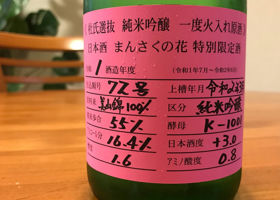 杜氏選抜 純米吟醸 一度火入れ原酒
日本酒 まんさくの花 特別限定酒
1 酒造年度 (令和1年7月~令和2年6月)
72号 上槽年月 令和2
美山錦100% 区分 純米吟醸
55% 酵母 K-1001
16.4% 日本酒度 +3.0
1.6 アミノ酸度 0.8